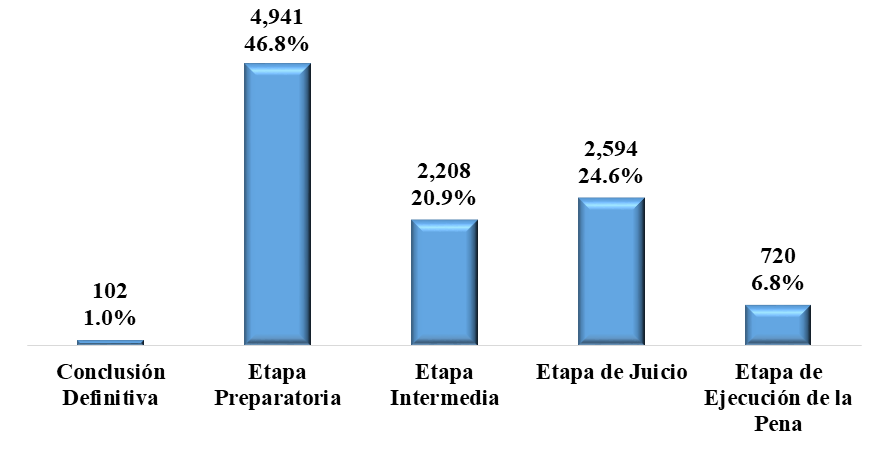 4,941
46.8%
2,594
24.6%
2,208
20.9%
720
6.8%
102
1.0%
Conclusión
Definitiva
Etapa
Preparatoria
Etapa
Intermedia
Etapa de Juicio
Etapa de
Ejecución de la
Pena